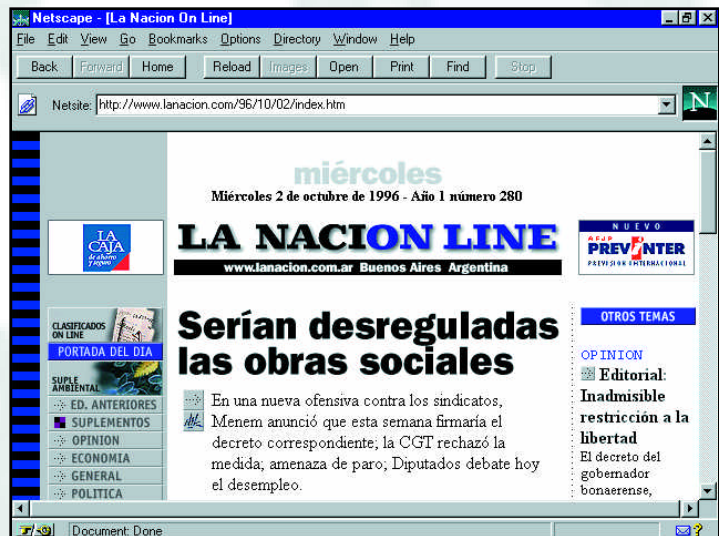 Netscape - [La Nacion On Line]
File Edit View Go Bookmarks Options Directory Window Help
Back Forward Home Reload Images Open Print Find Stop
Netsite: http://www.lanacion.com/96/10/02/index.htm
N
miércoles
Miércoles 2 de octubre de 1996 - Año 1 número 280
LA CAJA
de ahorro
y seguro
LA NACION LINE
www.lanacion.com.ar Buenos Aires Argentina
NUEVO
AFJP
PREVINTER
PREVISION INTERNACIONAL
CLASIFICADOS
ON LINE
PORTADA DEL DIA
SUPLE
AMBIENTAL
ED. ANTERIORES
SUPLEMENTOS
OPINION
ECONOMIA
GENERAL
POLITICA
Serían desreguladas
las obras sociales
En una nueva ofensiva contra los sindicatos,
Menem anunció que esta semana firmaría el
decreto correspondiente; la CGT rechazó la
medida; amenaza de paro; Diputados debate hoy
el desempleo.
OTROS TEMAS
OPINION
Editorial:
Inadmisible
restricción a la
libertad
El decreto del
gobernador
bonaerense,
Document: Done